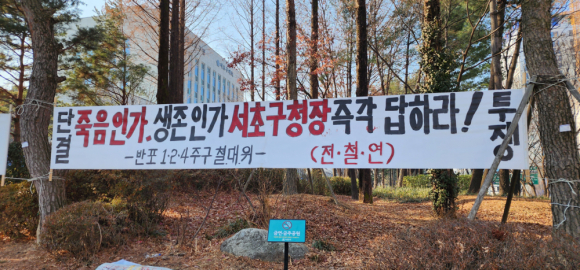 단결
죽음인가, 생존인가 서초구청장 즉각 답하라!
- 반포 1·2·4 주구 철대위 -
(전·철·연)
투쟁